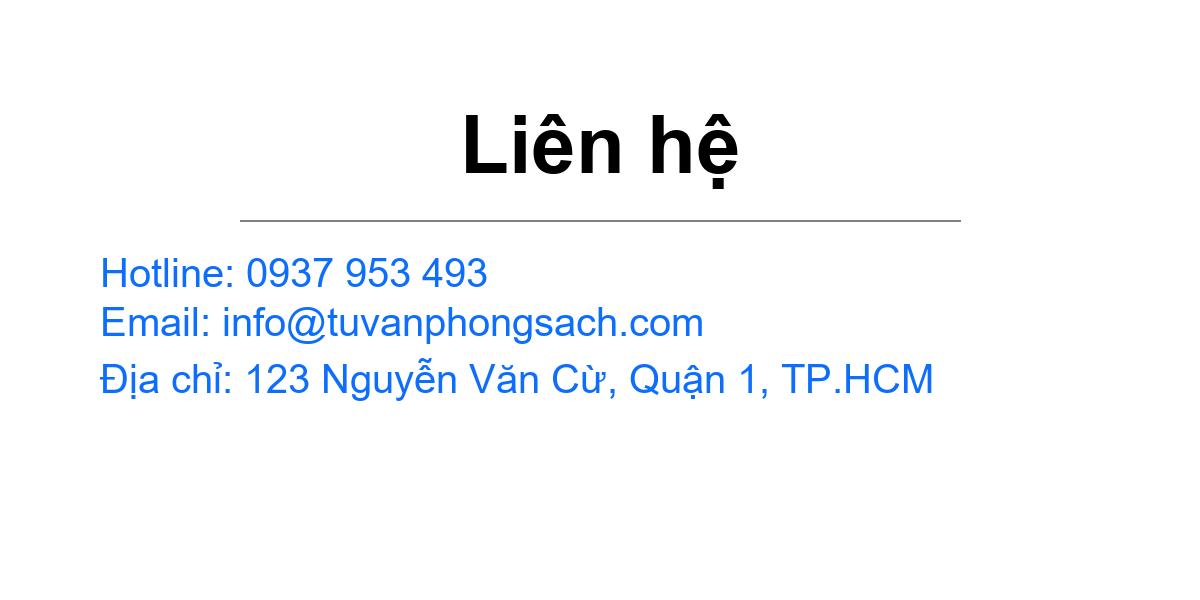 Liên hệ
Hotline: 0937 953 493
Email: info@tuvanphongsach.com
Địa chỉ: 123 Nguyễn Văn Cừ, Quận 1, TP.HCM